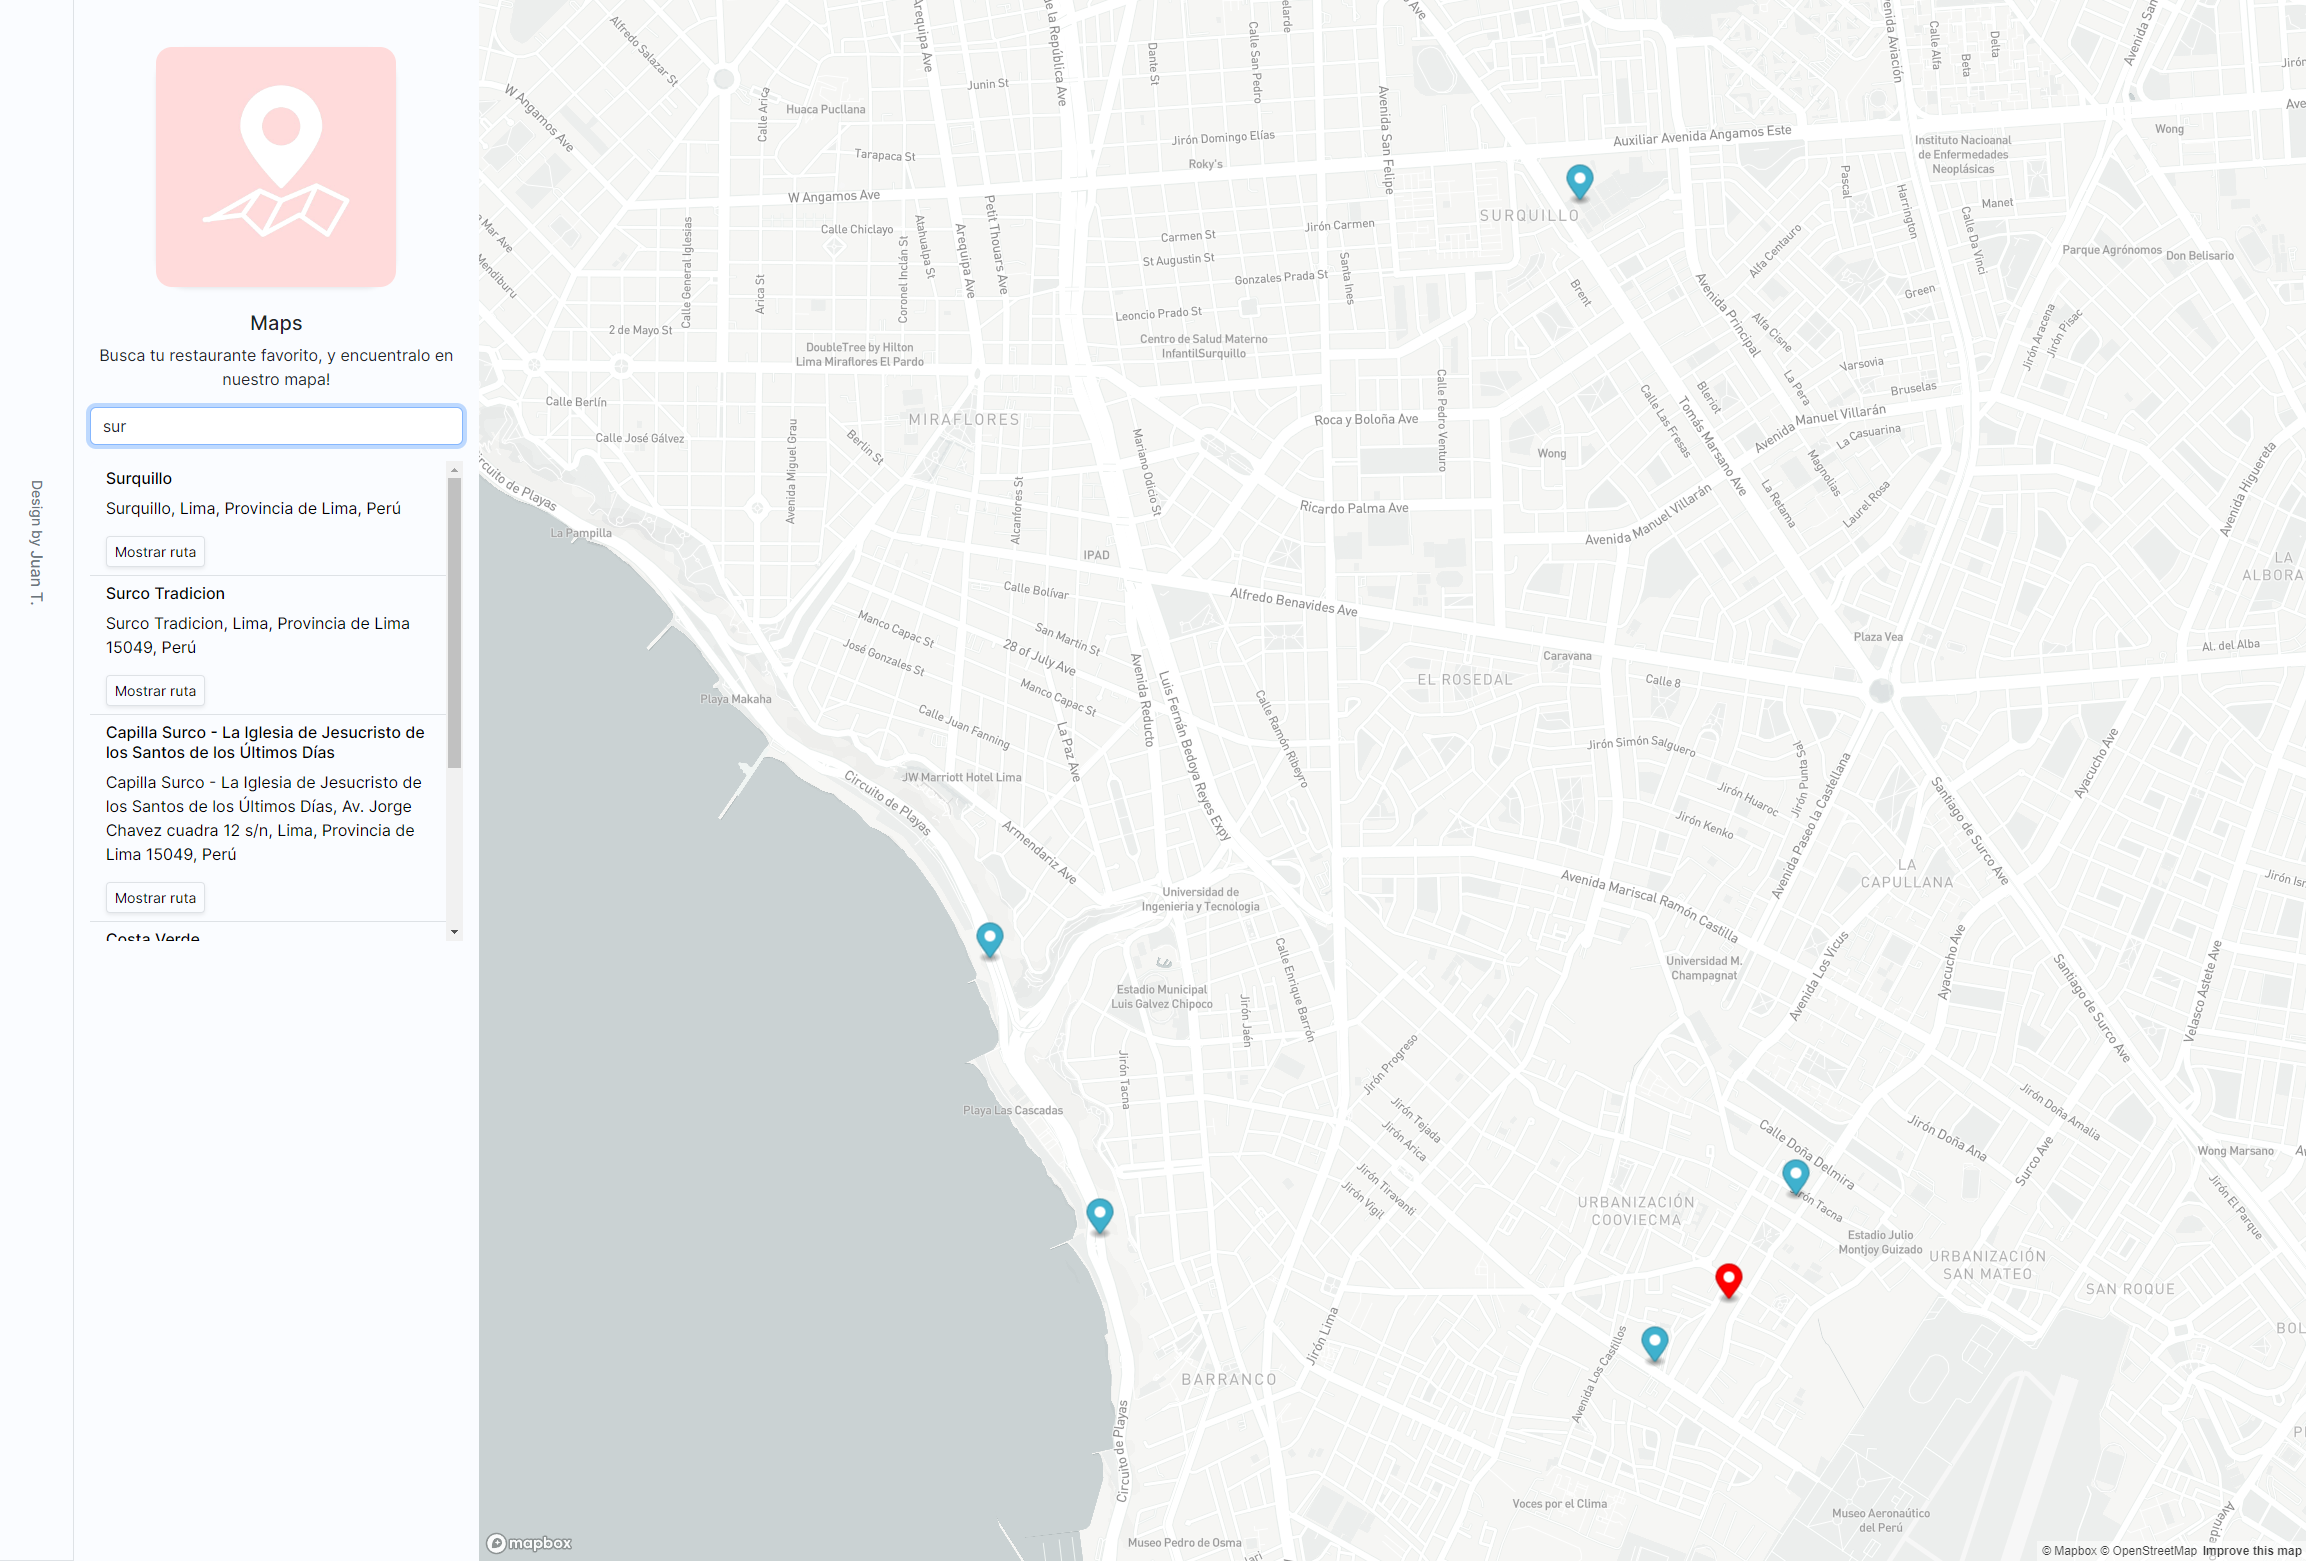 Design by Juan T.
Maps
Busca tu restaurante favorito, y encuentralo en
nuestro mapa!
sur
Surquillo
Surquillo, Lima, Provincia de Lima, Perú
Mostrar ruta
Surco Tradicion
Surco Tradicion, Lima, Provincia de Lima
15049, Perú
Mostrar ruta
Capilla Surco - La Iglesia de Jesucristo de
los Santos de los Últimos Días
Capilla Surco - La Iglesia de Jesucristo de
los Santos de los Últimos Días, Av. Jorge
Chavez cuadra 12 s/n, Lima, Provincia de
Lima 15049, Perú
Mostrar ruta
Costa Verde
Alfredo Salazar St
Arequipa Ave
de la República Ave
Dante St
Calle San Pedro
Avenida Aviación
Calle Alfa
Beta
Delta
Avenida San
Jirón
Ave
W Angamos Ave
Calle Arica
Huaca Pucllana
Junin St
Avenida San Felipe
Jirón Domingo Elías
Roky's
Tarapaca St
W Angamos Ave
Auxiliar Avenida Angamos Este
Wong
Instituto Nacioanal
de Enfermedades
Neoplásicas
Pascal
Harrington
Manet
Calle Da Vinci
Parque Agrónomos
Don Belisario
SURQUILLO
Mar Ave
Mendiburu
Calle General Iglesias
Calle Chiclayo
Arica St
Coronel Inclán St
Atahualpa St
Arequipa Ave
Petit Thouars Ave
Carmen St
St Augustin St
Jirón Carmen
Gonzales Prada St
Santa Ines
Leoncio Prado St
Centro de Salud Materno
InfantilSurquillo
Brent
Alfa Centauro
Avenida Principal
Alfa Cisne
Green
Jirón Aracena
Jirón Pisac
2 de Mayo St
DoubleTree by Hilton
Lima Miraflores El Pardo
Varsovia
La Pera
Bruselas
Calle Berlín
Calle José Gálvez
Avenida Miguel Grau
Berlin St
MIRAFLORES
Mariano Odicio St
Alcanfores St
Roca y Boloña Ave
Calle Pedro Venturo
Wong
Ricardo Palma Ave
Calle Las Fresas
Tomás Marsano Ave
Bleriot
Avenida Manuel Villarán
La Casuarina
Magnolias
La Retama
Laurel Rosa
Avenida Manuel Villarán
Avenida Higuereta
LA
ALBORA
Circuito de Playas
La Pampilla
IPAD
Calle Bolívar
Alfredo Benavides Ave
Manco Capac St
José Gonzales St
San Martin St
28 of July Ave
Manco Capac St
Avenida Reducto
Luis Fernán Bedoya Reyes Expy
Calle Ramón Ribeyro
Caravana
EL ROSEDAL
Calle 8
Plaza Vea
Al. del Alba
Playa Makaha
Calle Juan Fanning
La Paz Ave
JW Marriott Hotel Lima
Circuito de Playas
Armendariz Ave
Jirón Simón Salguero
Jirón Punta Sal
Jirón Huaroc
Jirón Kenko
Avenida Paseo la Castellana
Ayacucho Ave
Santiago de Surco Ave
LA
CAPULLANA
Universidad de
Ingenieria y Tecnologia
Avenida Mariscal Ramón Castilla
Universidad M.
Champagnat
Avenida Los Vicus
Ayacucho Ave
Santiago de Surco Ave
Velasco Astete Ave
Jirón Isr
Estadio Municipal
Luis Galvez Chipoco
Calle Enrique Barrón
Jirón Jaén
Jirón Tacna
Jirón Progreso
Jirón Tejada
Jirón Arica
Jirón Tiravanti
Jirón Vigil
Playa Las Cascadas
Calle Doña Delmira
Jirón Tacna
Jirón Doña Ana
Jirón Doña Amalia
Surco Ave
Wong Marsano
Jirón El Parque
URBANIZACIÓN
COOVIECMA
Estadio Julio
Montjoy Guizado
URBANIZACIÓN
SAN MATEO
SAN ROQUE
BOL
Jirón Lima
Avenida Los Castillos
BARRANCO
Circuito de Playas
Voces por el Clima
Museo Aeronaútico
del Perú
Museo Pedro de Osma
mapbox
© Mapbox © OpenStreetMap Improve this map